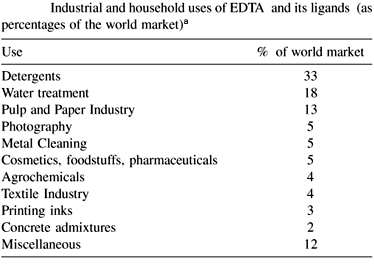 Industrial and household uses of EDTA and its ligands (as
percentages of the world market)ª
Use % of world market
Detergents 33
Water treatment 18
Pulp and Paper Industry 13
Photography 5
Metal Cleaning 5
Cosmetics, foodstuffs, pharmaceuticals 5
Agrochemicals 4
Textile Industry 4
Printing inks 3
Concrete admixtures 2
Miscellaneous 12